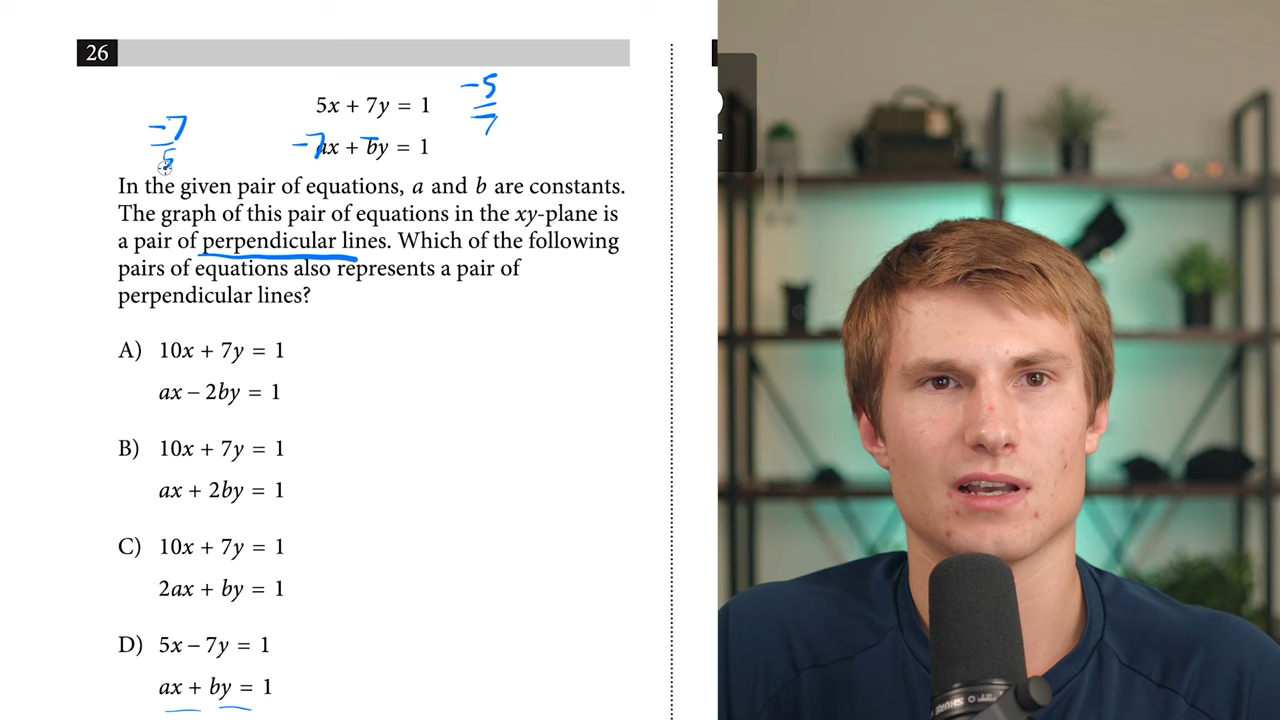 26
5x + 7y = 1
-5
7
-7
5
ax + by = 1
-7
In the given pair of equations, a and b are constants.
The graph of this pair of equations in the xy-plane is
a pair of perpendicular lines. Which of the following
pairs of equations also represents a pair of
perpendicular lines?
A) 10x + 7y = 1
ax − 2by = 1
B) 10x + 7y = 1
ax + 2by = 1
C) 10x + 7y = 1
2ax + by = 1
D) 5x − 7y = 1
ax + by = 1